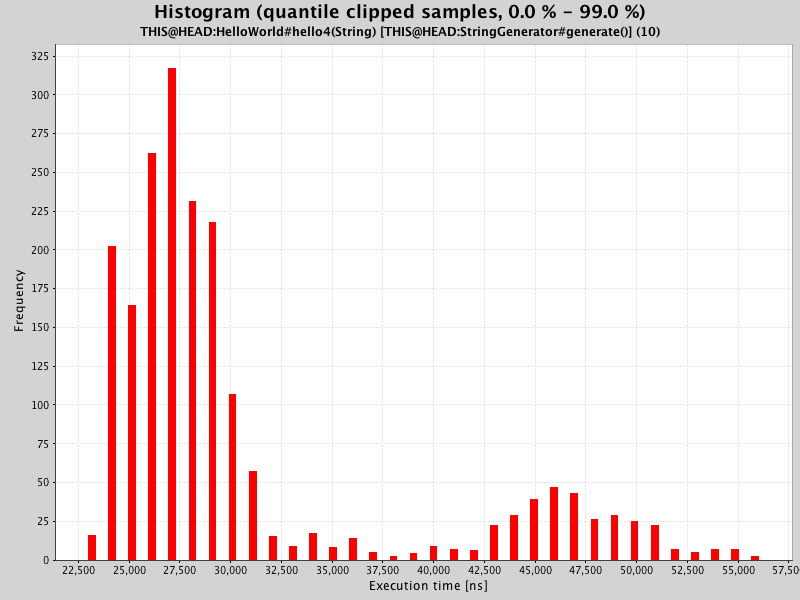 Histogram (quantile clipped samples, 0.0 % – 99.0 %)
THIS@HEAD:HelloWorld#hello4(String) [THIS@HEAD:StringGenerator#generate()] (10)
Frequency
325
300
275
250
225
200
175
150
125
100
75
50
25
0
22,500 25,000 27,500 30,000 32,500 35,000 37,500 40,000 42,500 45,000 47,500 50,000 52,500 55,000 57,50
Execution time [ns]